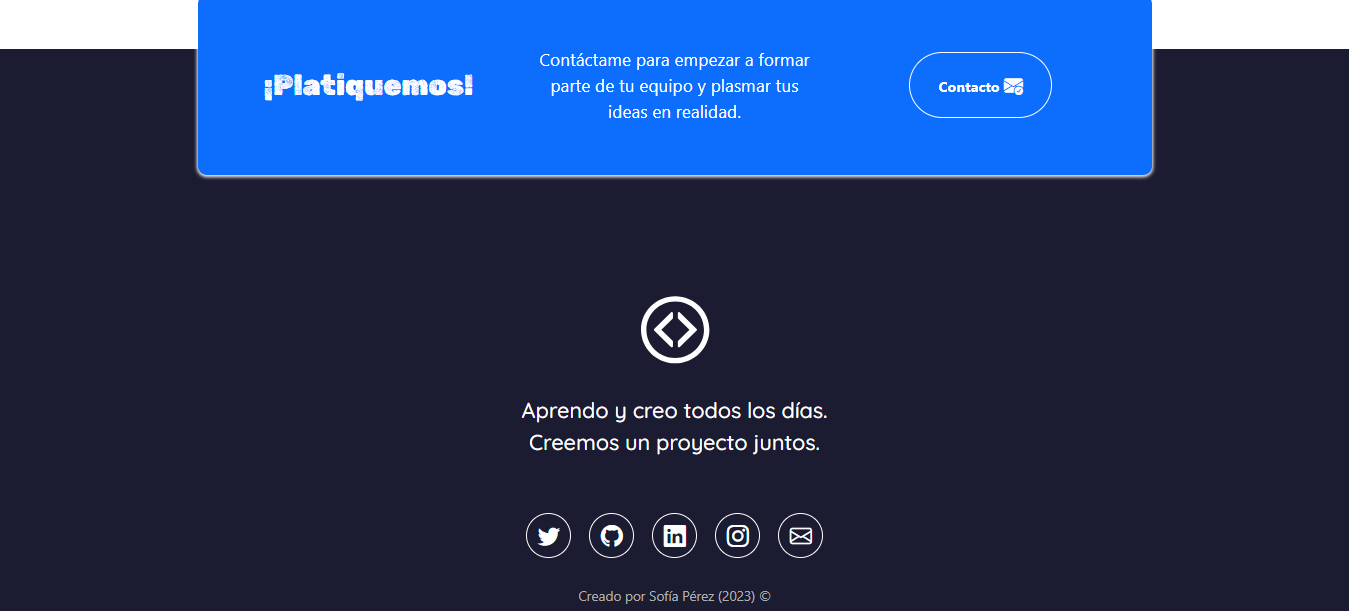 ¡Platiquemos!
Contáctame para empezar a formar
parte de tu equipo y plasmar tus
ideas en realidad.
Contacto
Aprendo y creo todos los días.
Creemos un proyecto juntos.
in
Creado por Sofía Pérez (2023) ©